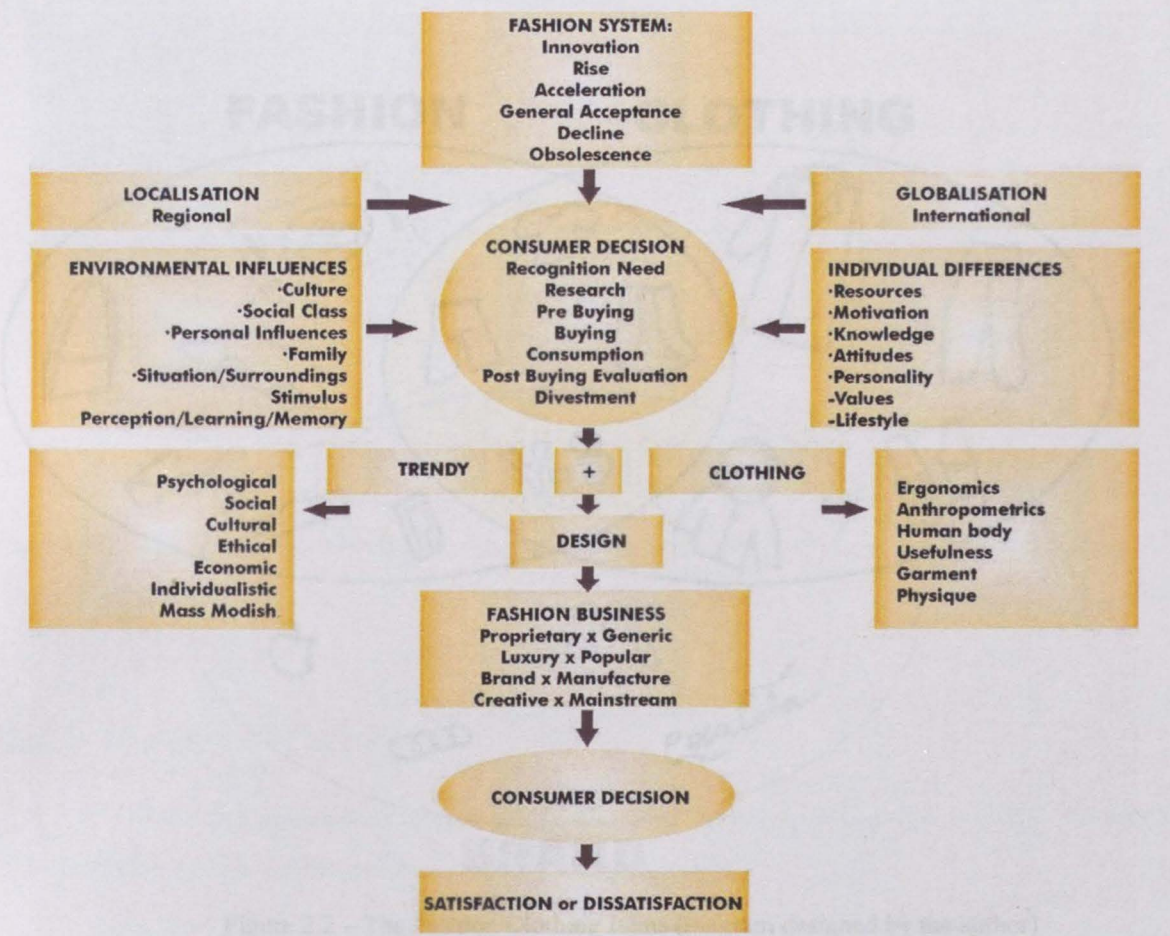 FASHION SYSTEM:
Innovation
Rise
Acceleration
General Acceptance
Decline
Obsolescence
LOCALISATION
Regional
GLOBALISATION
International
ENVIRONMENTAL INFLUENCES
·Culture
·Social Class
·Personal Influences
·Family
·Situation/Surroundings
Stimulus
Perception/Learning/Memory
CONSUMER DECISION
Recognition Need
Research
Pre Buying
Buying
Consumption
Post Buying Evaluation
Divestment
INDIVIDUAL DIFFERENCES
·Resources
·Motivation
·Knowledge
·Attitudes
·Personality
-Values
-Lifestyle
TRENDY
+
CLOTHING
Psychological
Social
Cultural
Ethical
Economic
Individualistic
Mass Modish
Ergonomics
Anthropometrics
Human body
Usefulness
Garment
Physique
DESIGN
FASHION BUSINESS
Proprietary x Generic
Luxury x Popular
Brand x Manufacture
Creative x Mainstream
CONSUMER DECISION
SATISFACTION or DISSATISFACTION
FASHION
CLOTHING